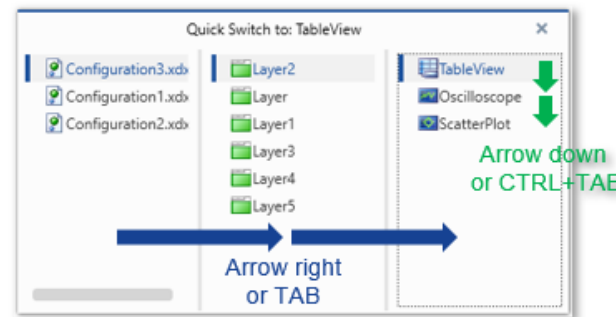 Quick Switch to: TableView
Configuration3.xdx
Configuration1.xdx
Configuration2.xdx
Layer2
Layer
Layer1
Layer3
Layer4
Layer5
TableView
Oscilloscope
ScatterPlot
Arrow down
or CTRL+TAB
Arrow right
or TAB